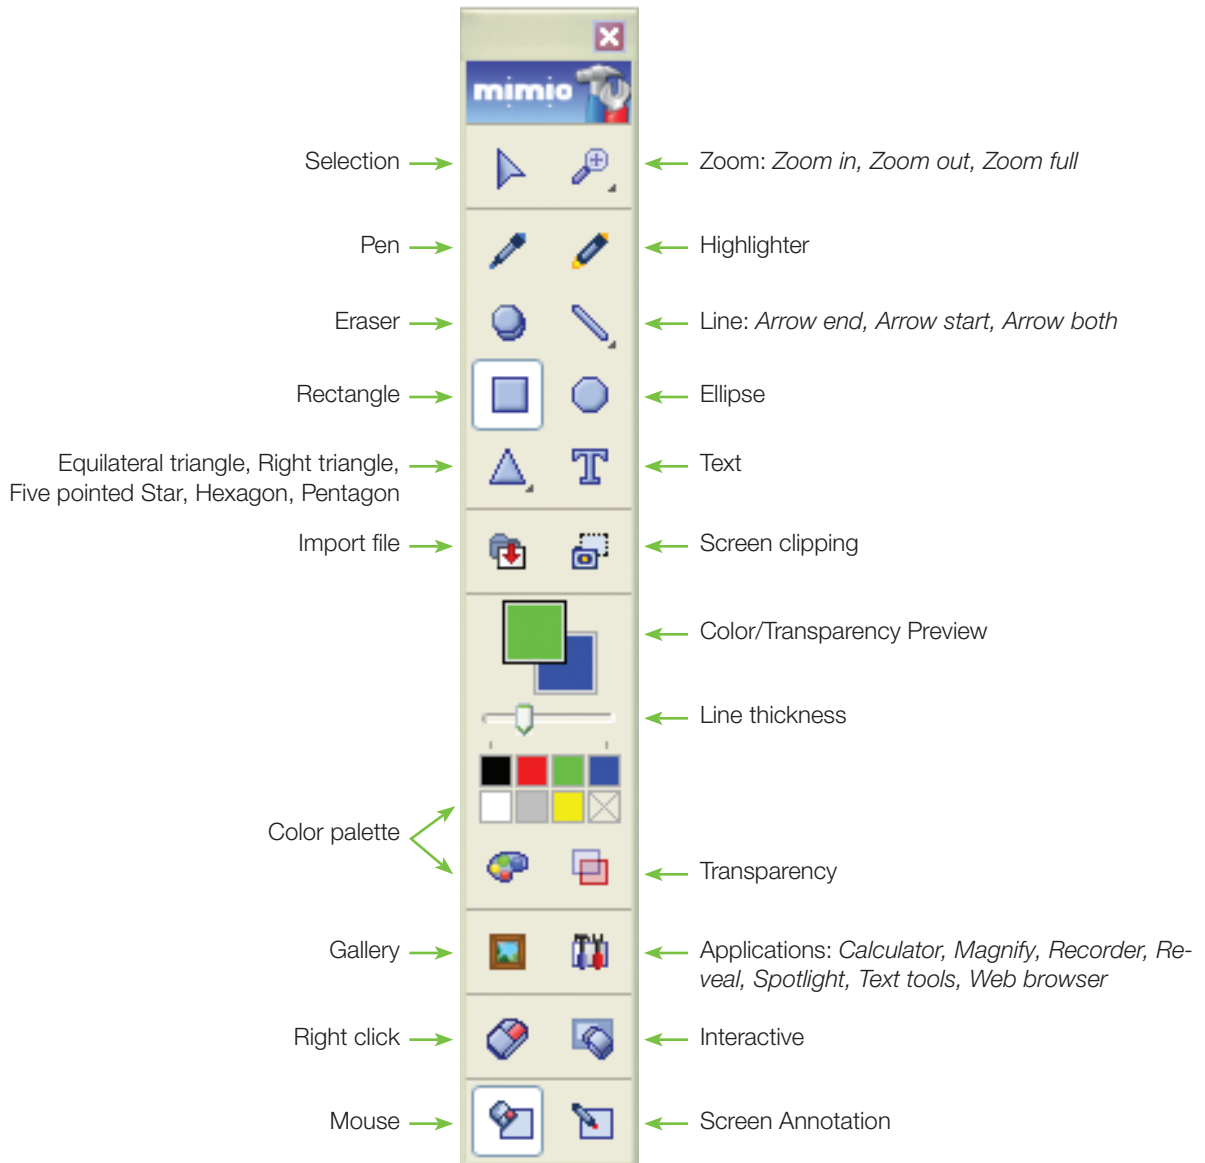 mimio
Selection
Zoom: Zoom in, Zoom out, Zoom full
Pen
Highlighter
Eraser
Line: Arrow end, Arrow start, Arrow both
Rectangle
Ellipse
Equilateral triangle, Right triangle,
Five pointed Star, Hexagon, Pentagon
Text
Import file
Screen clipping
Color/Transparency Preview
Line thickness
Color palette
Transparency
Gallery
Applications: Calculator, Magnify, Recorder, Re-
veal, Spotlight, Text tools, Web browser
Right click
Interactive
Mouse
Screen Annotation